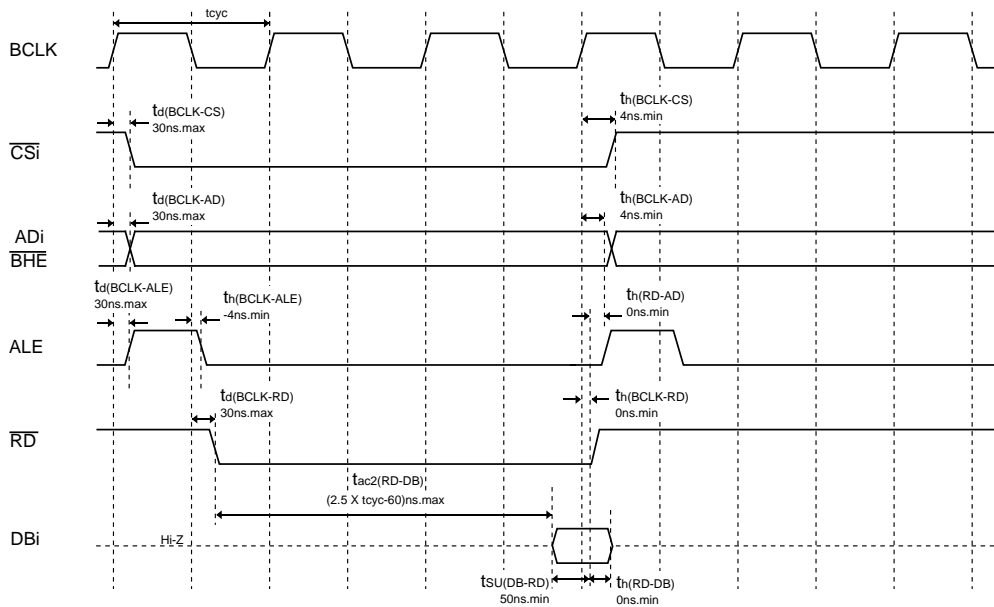 tcyc
BCLK
td(BCLK-CS)
30ns.max
th(BCLK-CS)
4ns.min
CSi
td(BCLK-AD)
30ns.max
th(BCLK-AD)
4ns.min
ADi
BHE
td(BCLK-ALE)
30ns.max
th(BCLK-ALE)
-4ns.min
th(RD-AD)
0ns.min
ALE
td(BCLK-RD)
30ns.max
th(BCLK-RD)
0ns.min
RD
tac2(RD-DB)
(2.5 X tcyc-60)ns.max
DBi
Hi-Z
tSU(DB-RD)
50ns.min
th(RD-DB)
0ns.min